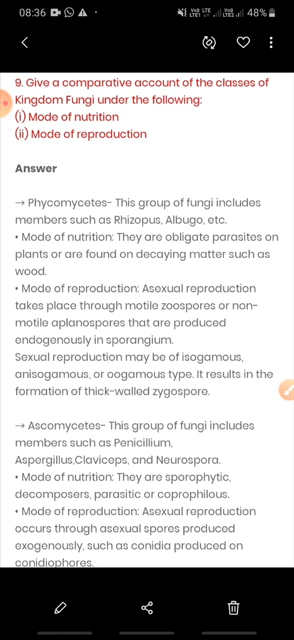 08:36
VoD LTE LTE1 VoD LTE2 48%
9. Give a comparative account of the classes of
Kingdom Fungi under the following:
(i) Mode of nutrition
(ii) Mode of reproduction
Answer
→ Phycomycetes- This group of fungi includes
members such as Rhizopus, Albugo, etc.
• Mode of nutrition: They are obligate parasites on
plants or are found on decaying matter such as
wood.
• Mode of reproduction: Asexual reproduction
takes place through motile zoospores or non-
motile aplanospores that are produced
endogenously in sporangium.
Sexual reproduction may be of isogamous,
anisogamous, or oogamous type. It results in the
formation of thick-walled zygospore.
→ Ascomycetes- This group of fungi includes
members such as Penicillium,
Aspergillus,Claviceps, and Neurospora.
• Mode of nutrition: They are sporophytic,
decomposers, parasitic or coprophilous.
• Mode of reproduction: Asexual reproduction
occurs through asexual spores produced
exogenously, such as conidia produced on
conidiophores.